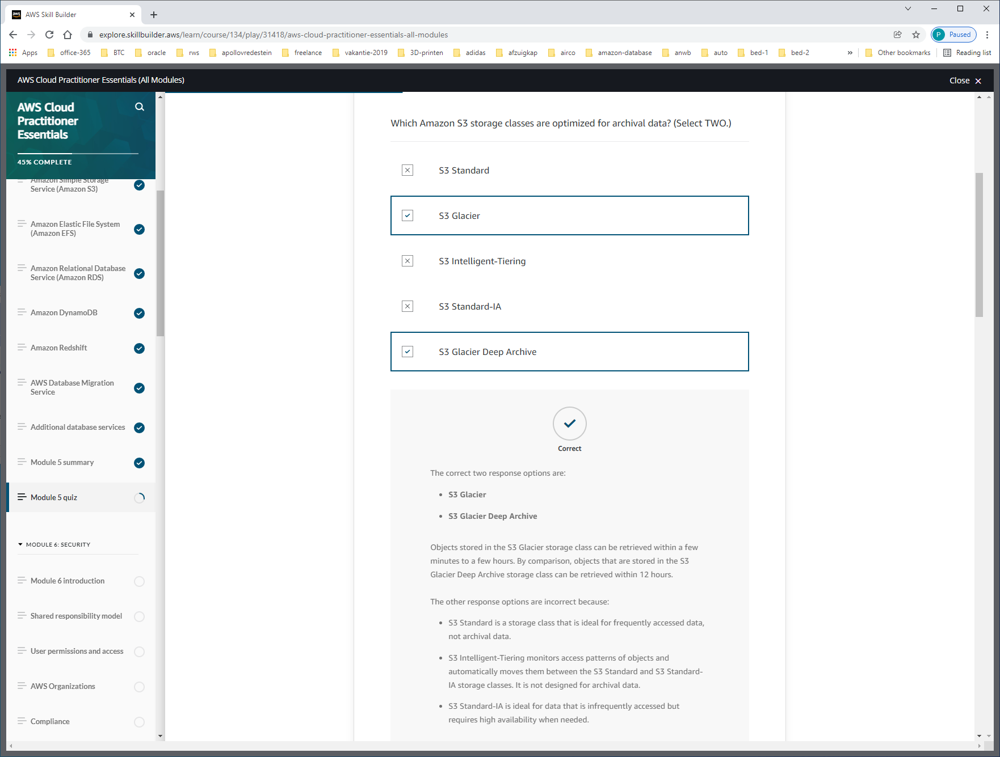 aws AWS Skill Builder
explore.skillbuilder.aws/learn/course/134/play/31418/aws-cloud-practitioner-essentials-all-modules
P Paused
Apps office-365 BTC oracle rws apollovredestein freelance vakantie-2019 3D-printen adidas afzuigkap airco amazon-database anwb auto bed-1 bed-2 » Other bookmarks Reading list
AWS Cloud Practitioner Essentials (All Modules)
Close
AWS Cloud
Practitioner
Essentials
45% COMPLETE
Amazon Simple Storage
Service (Amazon S3)
Amazon Elastic File System
(Amazon EFS)
Amazon Relational Database
Service (Amazon RDS)
Amazon DynamoDB
Amazon Redshift
AWS Database Migration
Service
Additional database services
Module 5 summary
Module 5 quiz
MODULE 6: SECURITY
Module 6 introduction
Shared responsibility model
User permissions and access
AWS Organizations
Compliance
Which Amazon S3 storage classes are optimized for archival data? (Select TWO.)
S3 Standard
S3 Glacier
S3 Intelligent-Tiering
S3 Standard-IA
S3 Glacier Deep Archive
Correct
The correct two response options are:
• S3 Glacier
• S3 Glacier Deep Archive
Objects stored in the S3 Glacier storage class can be retrieved within a few
minutes to a few hours. By comparison, objects that are stored in the S3
Glacier Deep Archive storage class can be retrieved within 12 hours.
The other response options are incorrect because:
• S3 Standard is a storage class that is ideal for frequently accessed data,
not archival data.
• S3 Intelligent-Tiering monitors access patterns of objects and
automatically moves them between the S3 Standard and S3 Standard-
IA storage classes. It is not designed for archival data.
• S3 Standard-IA is ideal for data that is infrequently accessed but
requires high availability when needed.